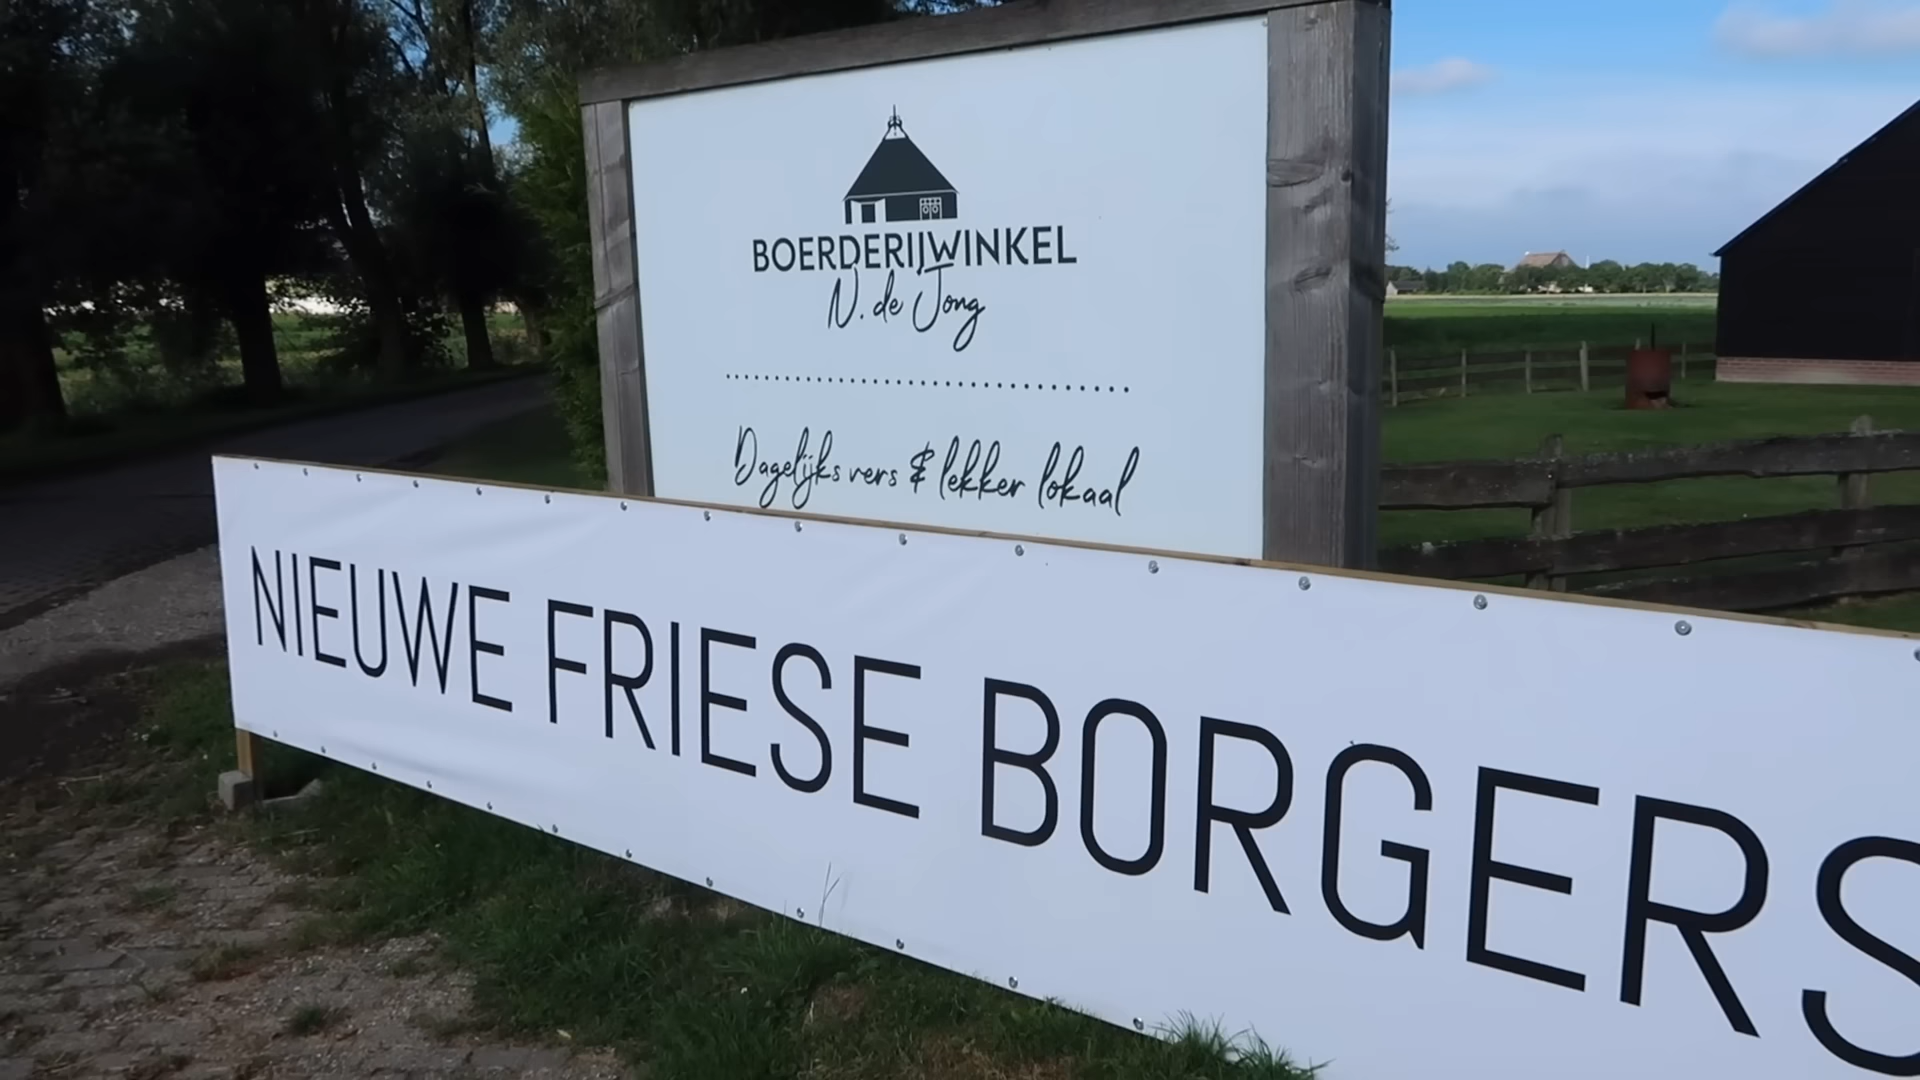 BOERDERIJWINKEL
N. de Jong
Dagelijks vers & lekker lokaal
NIEUWE FRIESE BORGERS